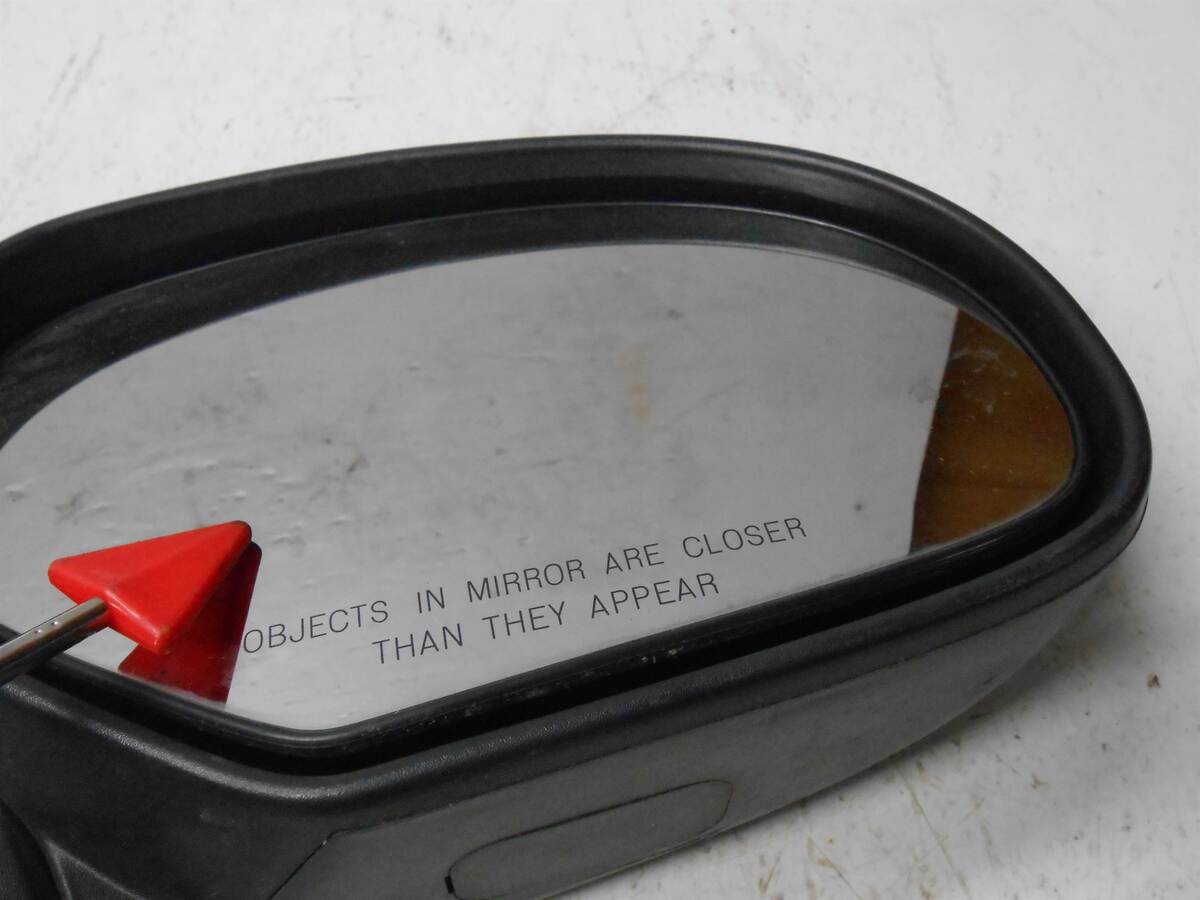 OBJECTS IN MIRROR ARE CLOSER
THAN THEY APPEAR